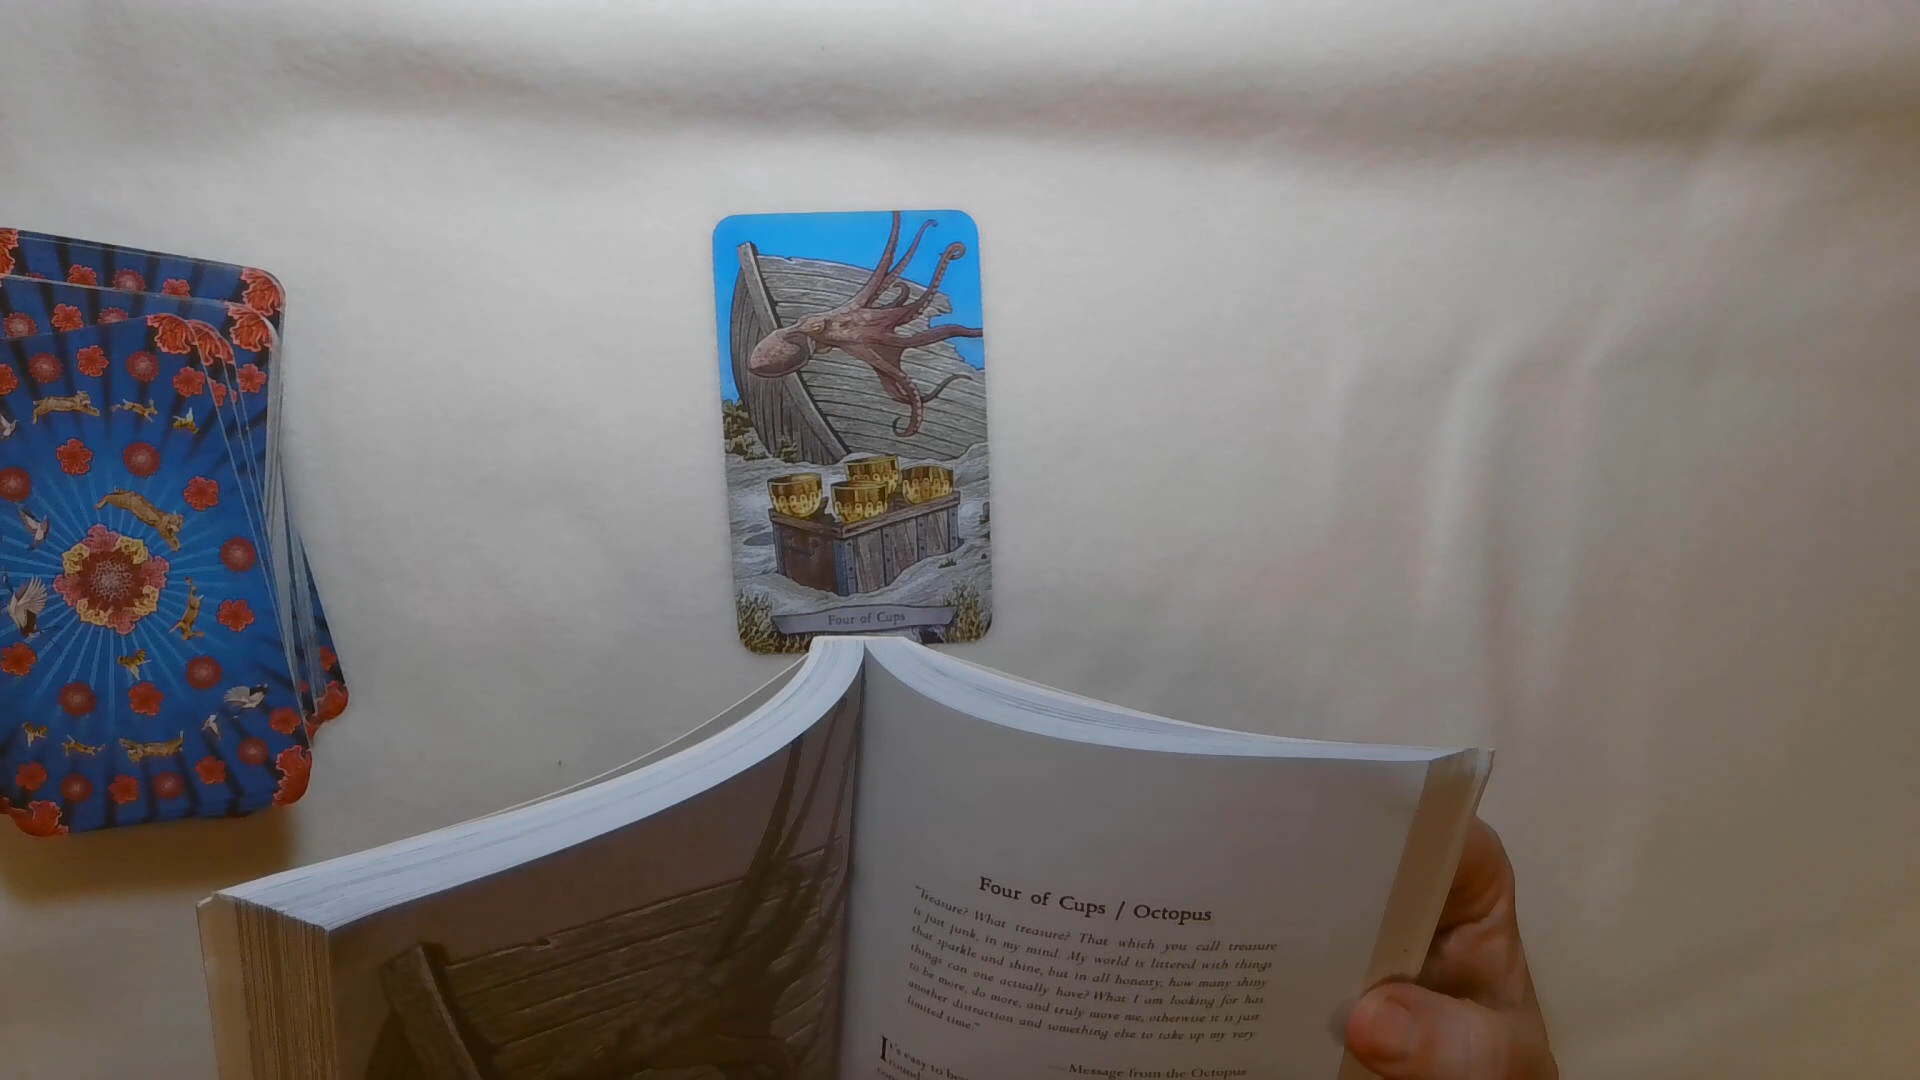 Four of Cups
Four of Cups / Octopus
"Treasure? What treasure? That which you call treasure
is just junk, in my mind. My world is littered with things
that sparkle and shine, but in all honesty, how many shiny
things can one actually have? What I am looking for has
to be more, do more, and truly move me, otherwise it is just
another distraction and something else to take up my very
limited time."
— Message from the Octopus
It's easy to
round